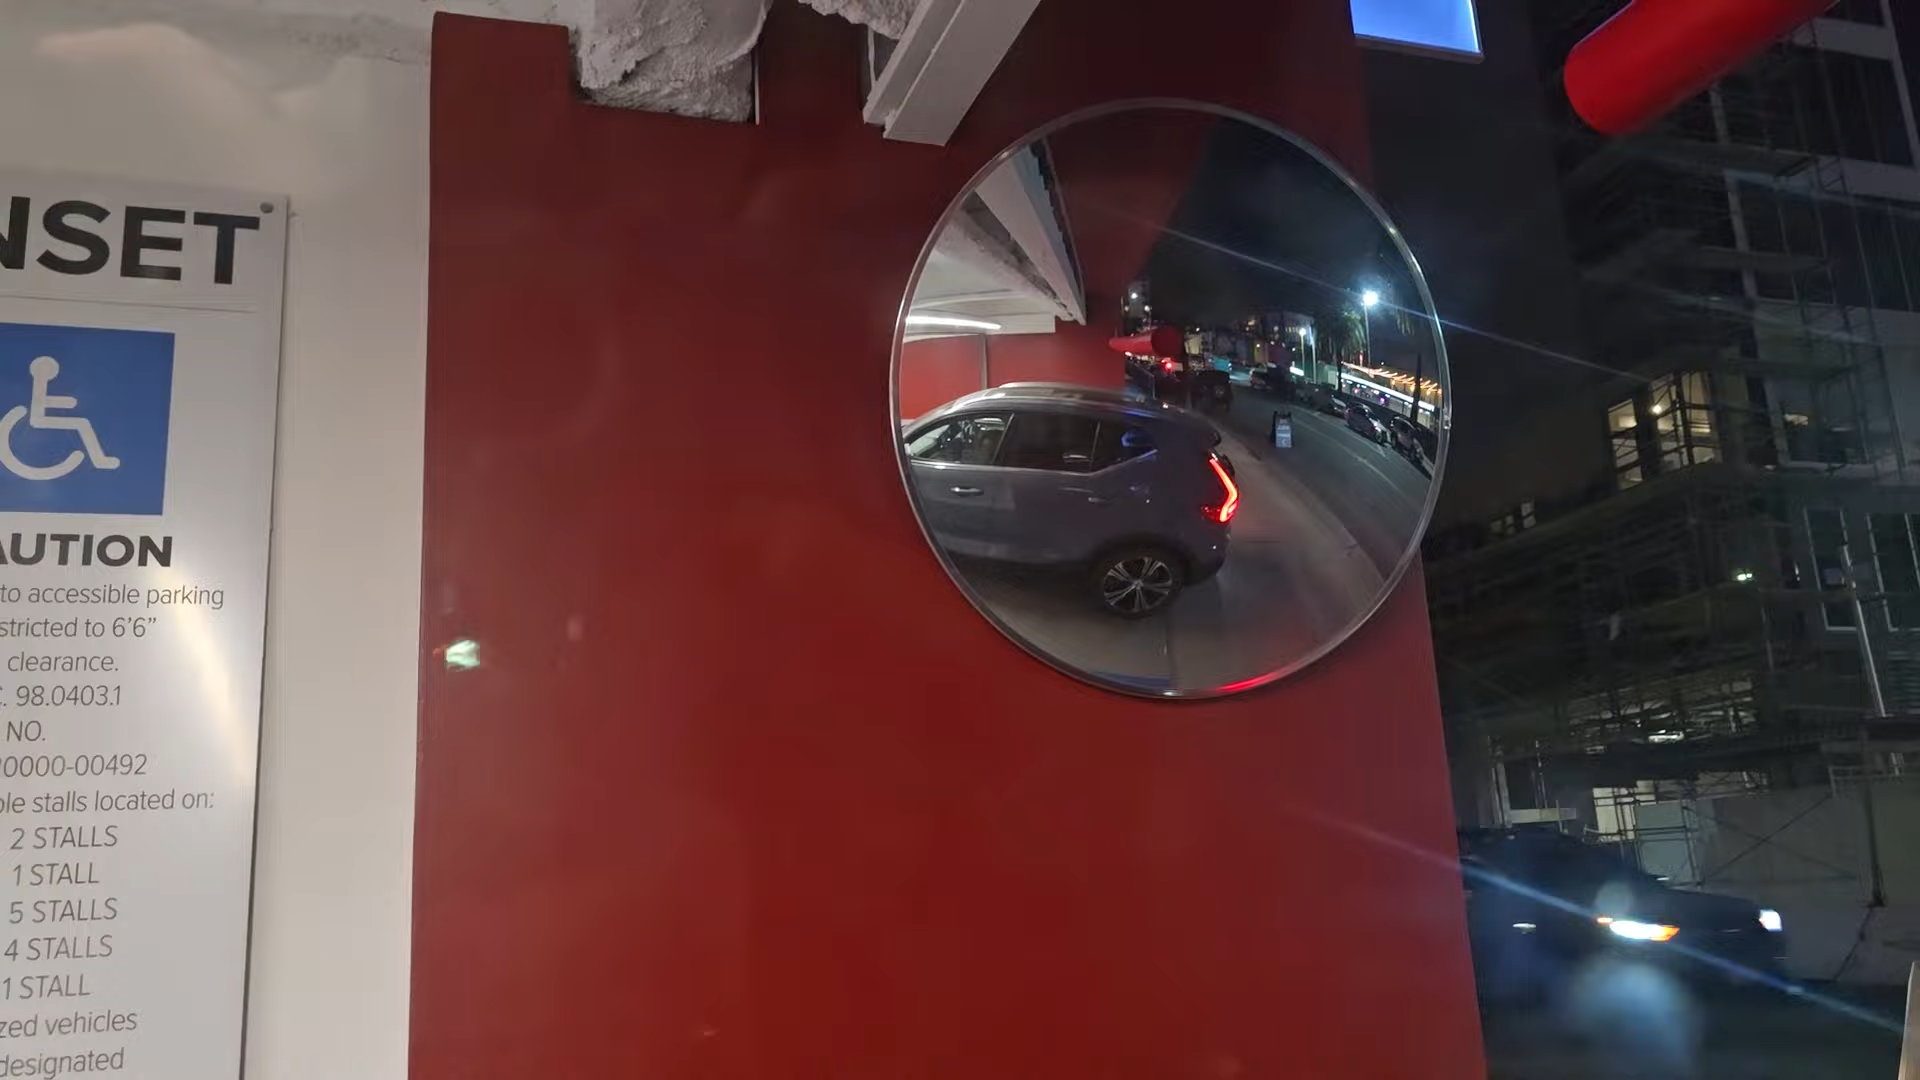 NSET
AUTION
to accessible parking
stricted to 6'6"
clearance.
. 98.0403.1
NO.
0000-00492
ble stalls located on:
2 STALLS
1 STALL
5 STALLS
4 STALLS
1 STALL
zed vehicles
designated